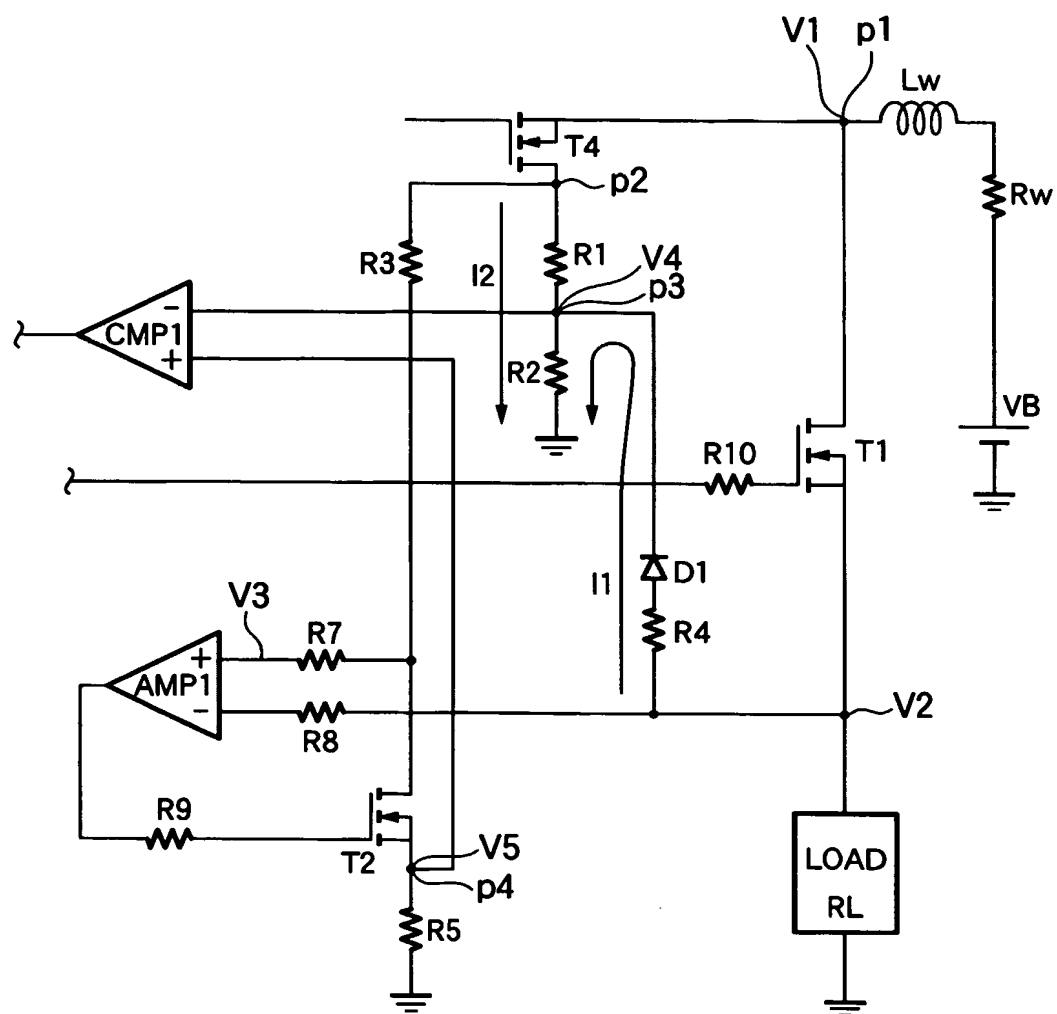 V1 p1
Lw
T4
p2
Rw
R3
I2
R1
V4
p3
CMP1
-
+
R2
VB
R10
T1
I1
D1
V3
R7
R4
+
AMP1
-
R8
V2
R9
T2
V5
p4
LOAD
RL
R5